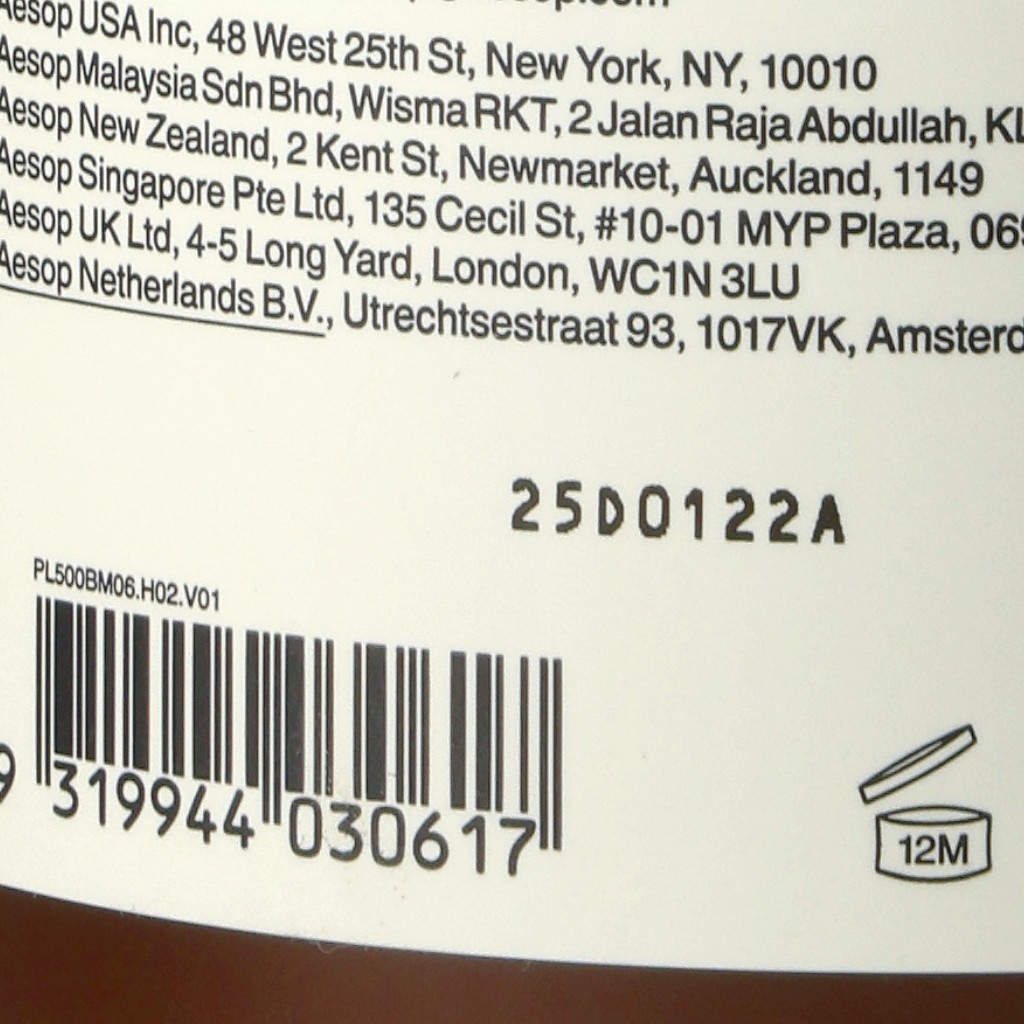 Aesop USA Inc, 48 West 25th St, New York, NY, 10010
Aesop Malaysia Sdn Bhd, Wisma RKT, 2 Jalan Raja Abdullah, KL
Aesop New Zealand, 2 Kent St, Newmarket, Auckland, 1149
Aesop Singapore Pte Ltd, 135 Cecil St, #10-01 MYP Plaza,
Aesop UK Ltd, 4-5 Long Yard, London, WC1N 3LU
Aesop Netherlands B.V., Utrechtsestraat 93, 1017VK, Amsterd
25D0122A
PL500BM06.H02.V01
9 319944 030617
12M